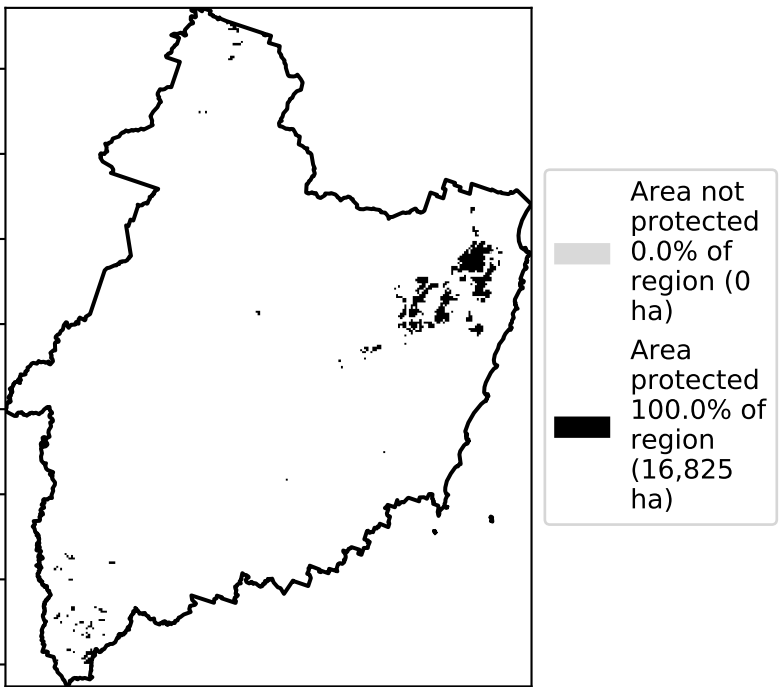 Area not
protected
0.0% of
region (0
ha)
Area
protected
100.0% of
region
(16,825
ha)